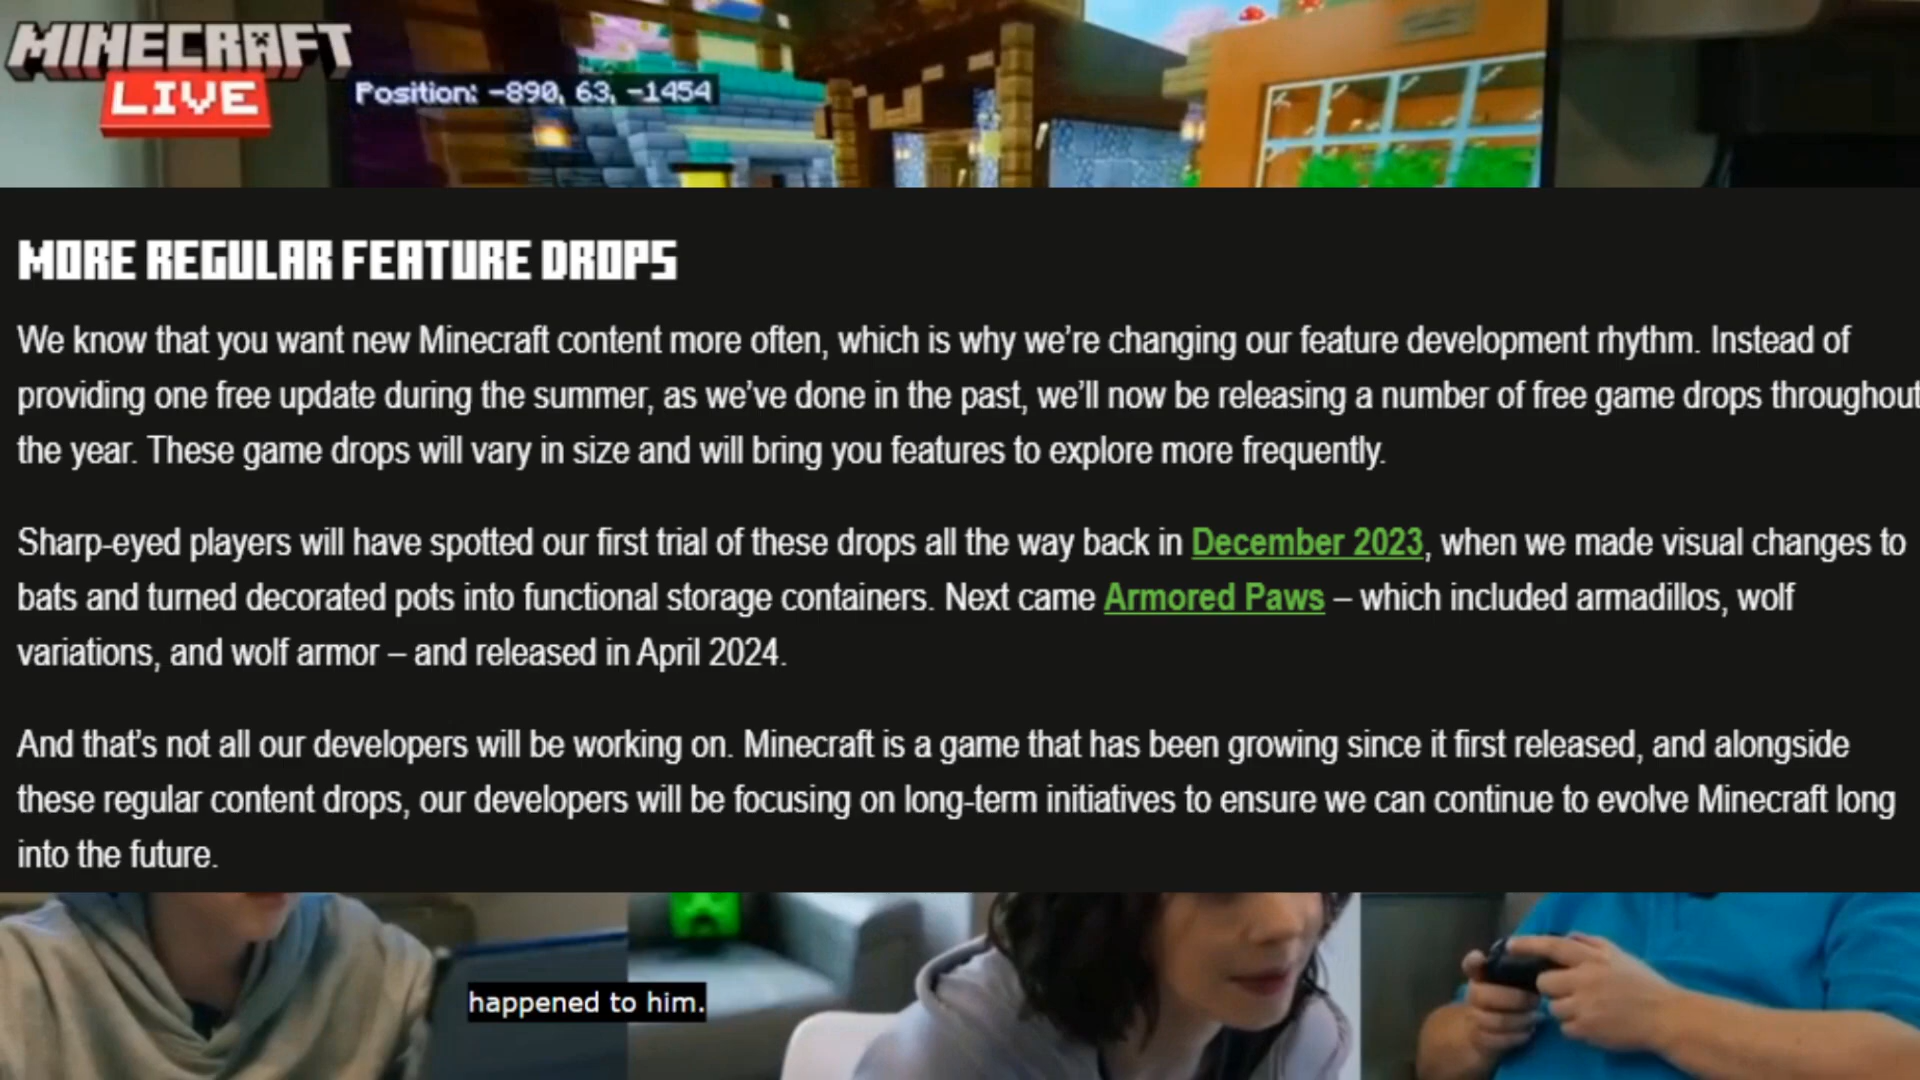 MINECRAFT
LIVE
Position: -890, 63, -1454
MORE REGULAR FEATURE DROPS
We know that you want new Minecraft content more often, which is why we're changing our feature development rhythm. Instead of
providing one free update during the summer, as we've done in the past, we'll now be releasing a number of free game drops throughout
the year. These game drops will vary in size and will bring you features to explore more frequently.
Sharp-eyed players will have spotted our first trial of these drops all the way back in December 2023, when we made visual changes to
bats and turned decorated pots into functional storage containers. Next came Armored Paws – which included armadillos, wolf
variations, and wolf armor – and released in April 2024.
And that's not all our developers will be working on. Minecraft is a game that has been growing since it first released, and alongside
these regular content drops, our developers will be focusing on long-term initiatives to ensure we can continue to evolve Minecraft long
into the future.
happened to him.